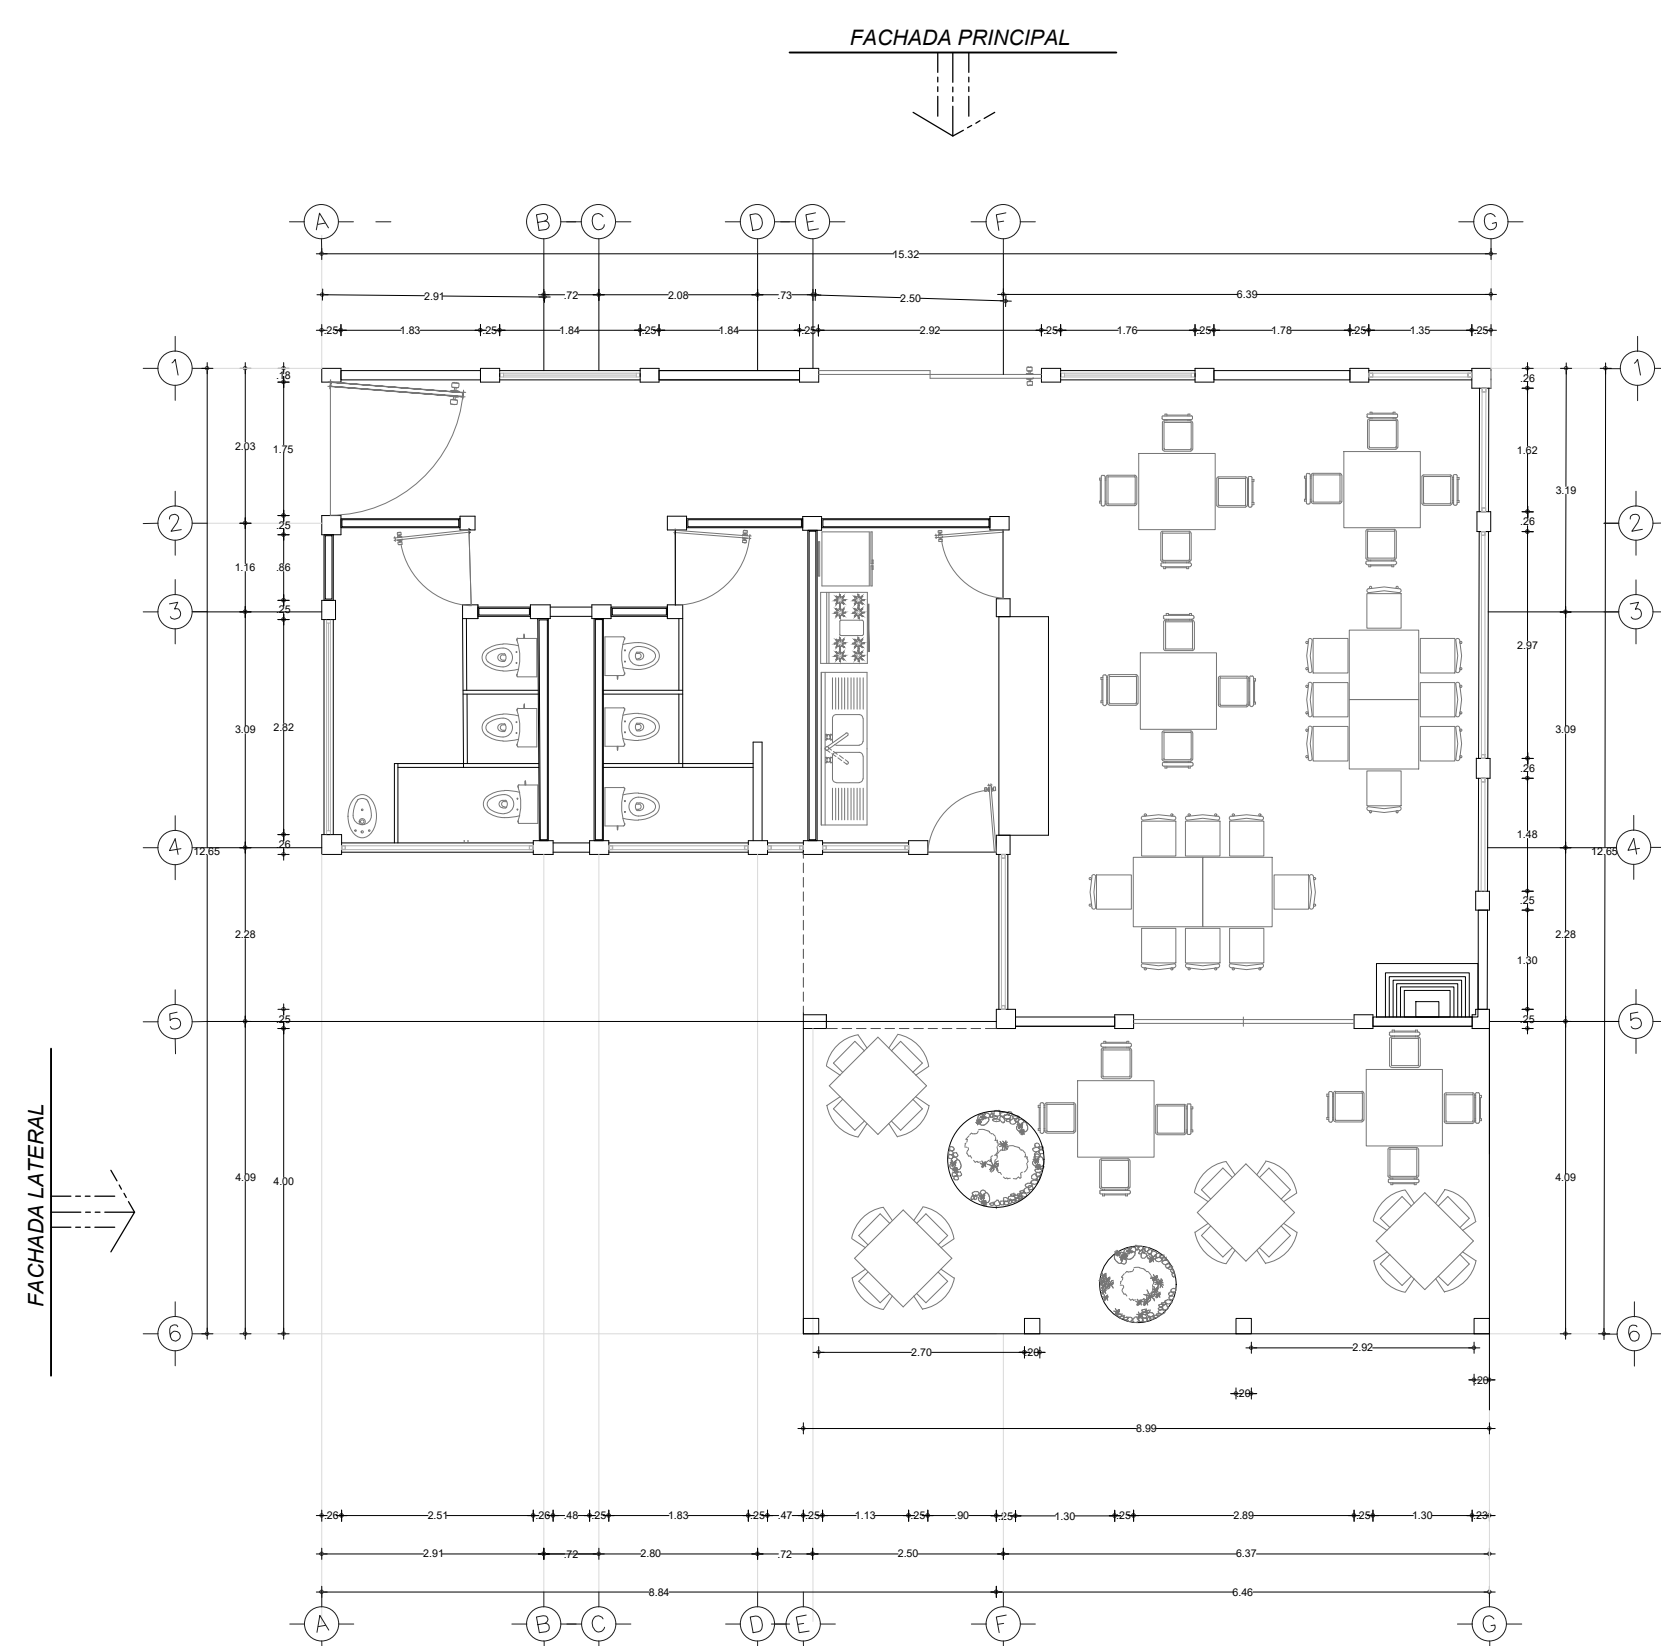 FACHADA PRINCIPAL
A B C D E F G
15.32
2.91 .72 2.08 .73 2.50 6.39
.25 1.83 .25 1.84 .25 1.84 .25 2.92 .25 1.76 .25 1.78 .25 1.35 .25
1 .18 .26 1
2.03 1.75 1.62
3.19
2 .25 .26 2
1.16 .86
3 .25 3
2.97
3.09 2.82 3.09
.26
1.48
4 .26 4
12.65 12.65
.25
2.28 2.28
1.30
5 .25 .25 5
FACHADA LATERAL
4.09 4.00 4.09
6 6
2.70 .20 2.92
.20
.20
8.99
.26 2.51 .26 .48 .25 1.83 .25 .47 .25 1.13 .25 .90 .25 1.30 .25 2.89 .25 1.30 .23
2.91 .72 2.80 .72 2.50 6.37
8.84 6.46
A B C D E F G